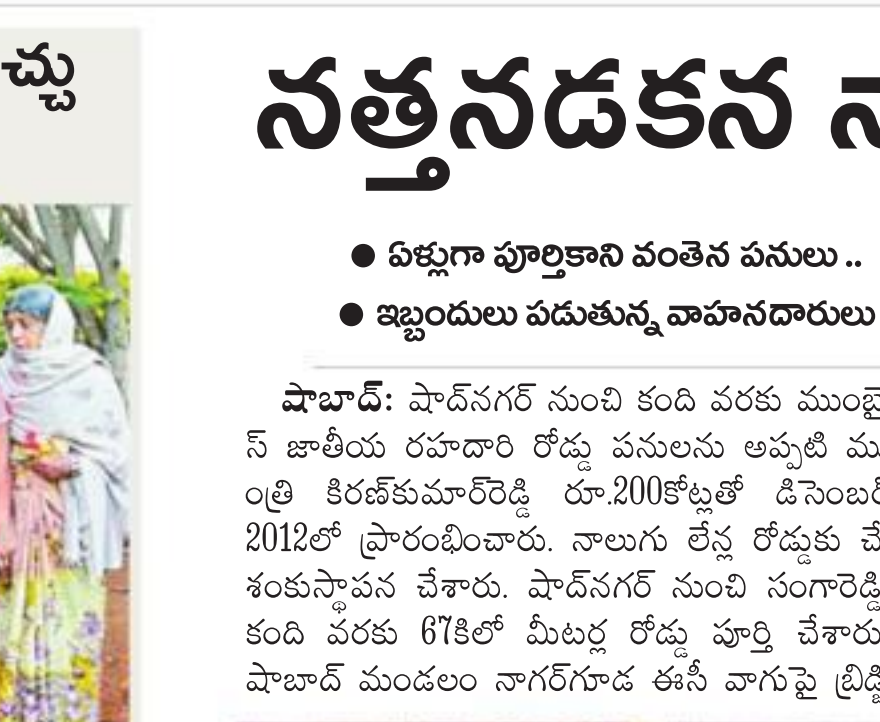 చ్చు
నత్తనడకన
● ఏళ్లుగా పూర్తికాని వంతెన పనులు ..
● ఇబ్బందులు పడుతున్న వాహనదారులు
షాబాద్: షాద్‌నగర్ నుంచి కంది వరకు ముంబై
స్ జాతీయ రహదారి రోడ్డు పనులను అప్పటి ము
ంత్రి కిరణ్‌కుమార్‌రెడ్డి రూ.200కోట్లతో డిసెంబర్
2012లో ప్రారంభించారు. నాలుగు లేన్ల రోడ్డుకు చే
శంకుస్థాపన చేశారు. షాద్‌నగర్ నుంచి సంగారెడ్డి
కంది వరకు 67కిలో మీటర్ల రోడ్డు పూర్తి చేశారు
షాబాద్ మండలం నాగర్‌గూడ ఈసీ వాగుపై బ్రిడ్జి